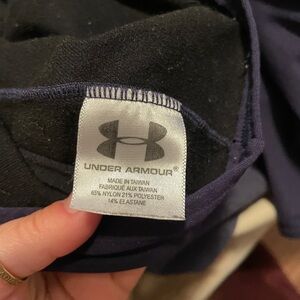 UNDER ARMOUR®
MADE IN TAIWAN
FABRIQUÉ AUX TAIWAN
65% NYLON 21% POLYESTER
14% ELASTANE